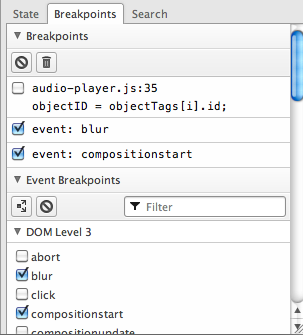 State Breakpoints Search
Breakpoints
audio-player.js:35
objectID = objectTags[i].id;
event: blur
event: compositionstart
Event Breakpoints
Filter
DOM Level 3
abort
blur
click
compositionstart
compositionupdate